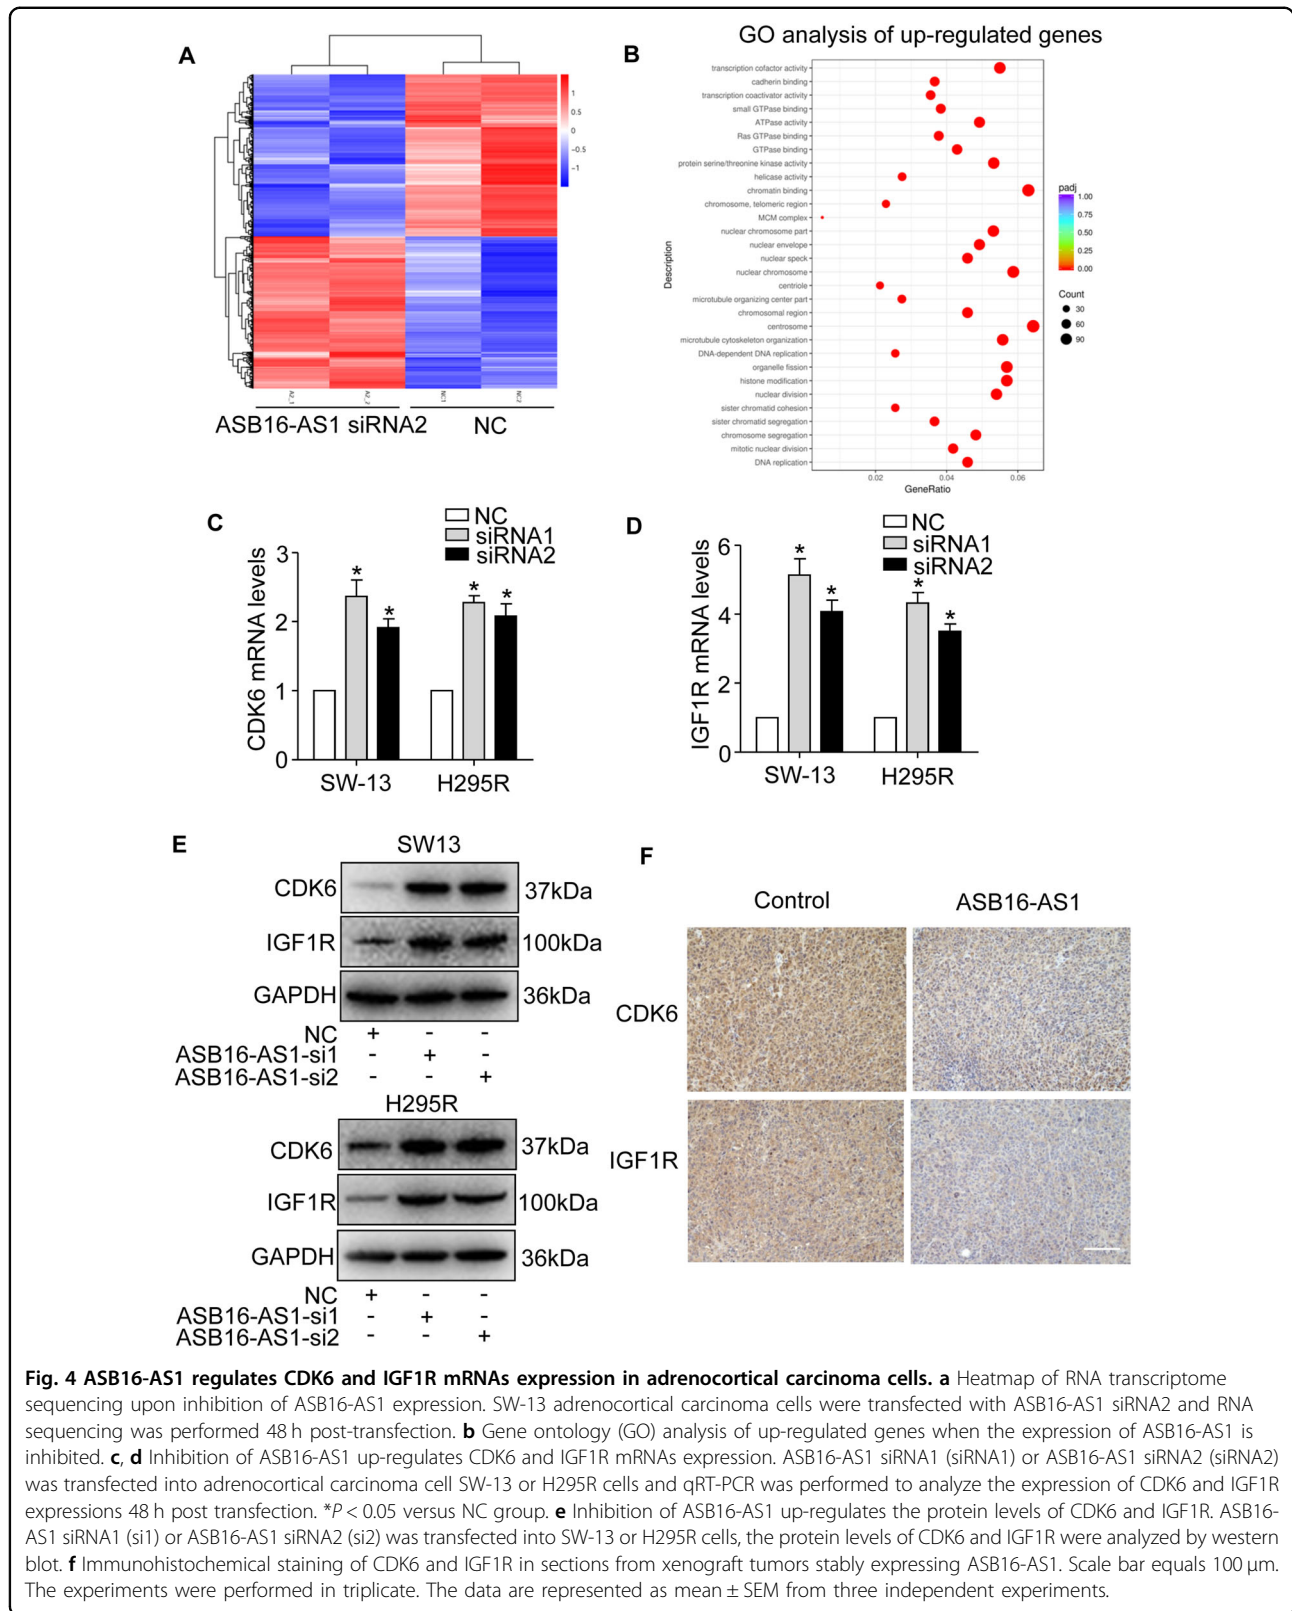 A
1
0.5
0
−0.5
−1
A2_1
A2_2
NC1
NC2
ASB16-AS1 siRNA2
NC
B
GO analysis of up-regulated genes
transcription cofactor activity
cadherin binding
transcription coactivator activity
small GTPase binding
ATPase activity
Ras GTPase binding
GTPase binding
protein serine/threonine kinase activity
helicase activity
chromatin binding
chromosome, telomeric region
MCM complex
nuclear chromosome part
nuclear envelope
nuclear speck
nuclear chromosome
centriole
microtubule organizing center part
chromosomal region
centrosome
microtubule cytoskeleton organization
DNA-dependent DNA replication
organelle fission
histone modification
nuclear division
sister chromatid cohesion
sister chromatid segregation
chromosome segregation
mitotic nuclear division
DNA replication
Description
0.02
0.04
0.06
GeneRatio
padj
1.00
0.75
0.50
0.25
0.00
Count
30
60
90
C
NC
siRNA1
siRNA2
CDK6 mRNA levels
3
2
1
0
* * * *
SW-13
H295R
D
NC
siRNA1
siRNA2
IGF1R mRNA levels
6
4
2
0
* * * *
SW-13
H295R
E
SW13
CDK6
37kDa
IGF1R
100kDa
GAPDH
36kDa
NC + - -
ASB16-AS1-si1 - + -
ASB16-AS1-si2 - - +
H295R
CDK6
37kDa
IGF1R
100kDa
GAPDH
36kDa
NC + - -
ASB16-AS1-si1 - + -
ASB16-AS1-si2 - - +
F
Control
ASB16-AS1
CDK6
IGF1R
Fig. 4 ASB16-AS1 regulates CDK6 and IGF1R mRNAs expression in adrenocortical carcinoma cells. a Heatmap of RNA transcriptome
sequencing upon inhibition of ASB16-AS1 expression. SW-13 adrenocortical carcinoma cells were transfected with ASB16-AS1 siRNA2 and RNA
sequencing was performed 48 h post-transfection. b Gene ontology (GO) analysis of up-regulated genes when the expression of ASB16-AS1 is
inhibited. c, d Inhibition of ASB16-AS1 up-regulates CDK6 and IGF1R mRNAs expression. ASB16-AS1 siRNA1 (siRNA1) or ASB16-AS1 siRNA2 (siRNA2)
was transfected into adrenocortical carcinoma cell SW-13 or H295R cells and qRT-PCR was performed to analyze the expression of CDK6 and IGF1R
expressions 48 h post transfection. *P < 0.05 versus NC group. e Inhibition of ASB16-AS1 up-regulates the protein levels of CDK6 and IGF1R. ASB16-
AS1 siRNA1 (si1) or ASB16-AS1 siRNA2 (si2) was transfected into SW-13 or H295R cells, the protein levels of CDK6 and IGF1R were analyzed by western
blot. f Immunohistochemical staining of CDK6 and IGF1R in sections from xenograft tumors stably expressing ASB16-AS1. Scale bar equals 100 µm.
The experiments were performed in triplicate. The data are represented as mean ± SEM from three independent experiments.